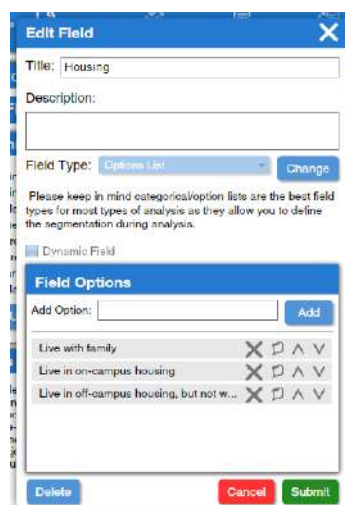 Edit Field
Title: Housing
Description:
Field Type: Options List Change
Please keep in mind categorical/option lists are the best field
types for most types of analysis as they allow you to define
the segmentation during analysis.
Dynamic Field
Field Options
Add Option: Add
Live with family
Live in on-campus housing
Live in off-campus housing, but not w...
Delete Cancel Submit